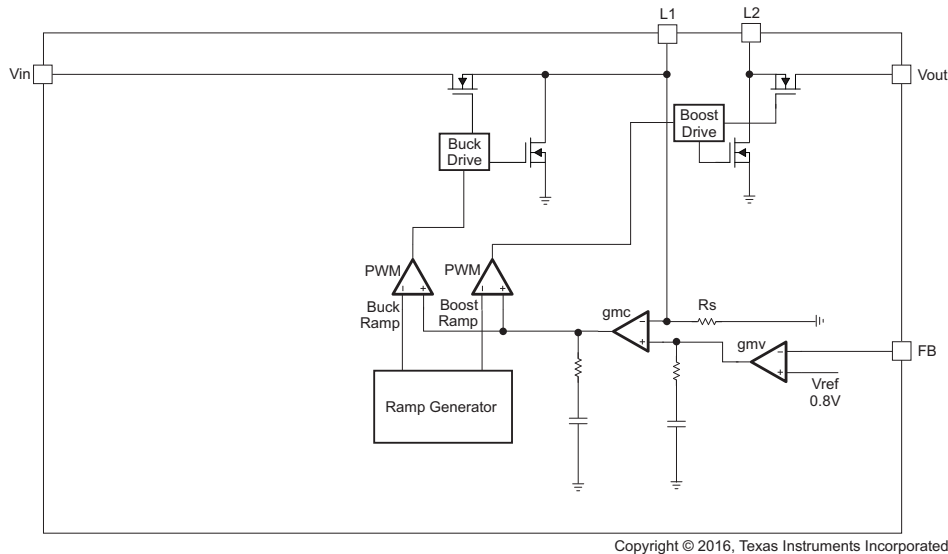 L1
L2
Vin
Vout
Buck
Drive
Boost
Drive
PWM
PWM
Buck
Ramp
Boost
Ramp
gmc
Rs
gmv
FB
Vref
0.8V
Ramp Generator
Copyright © 2016, Texas Instruments Incorporated